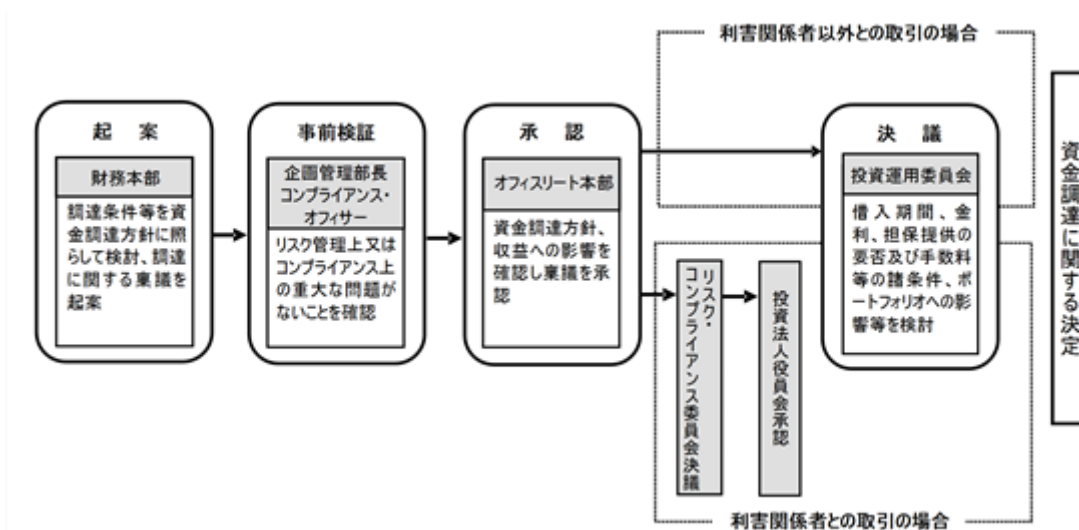 利害関係者以外との取引の場合
起 案
財務本部
調達条件等を資
金調達方針に照
らして検討、調達
に関する稟議を
起案
事前検証
企画管理部長
コンプライアンス・
オフィサー
リスク管理上又は
コンプライアンス上
の重大な問題が
ないことを確認
承 認
オフィスリート本部
資金調達方針、
収益への影響を
確認し稟議を承
認
リスク・
コンプライアンス委員会決議
投資法人役員会承認
決 議
投資運用委員会
借入期間、金
利、担保提供の
要否及び手数料
等の諸条件、ポ
ートフォリオへの影
響等を検討
資金調達に関する決定
利害関係者との取引の場合